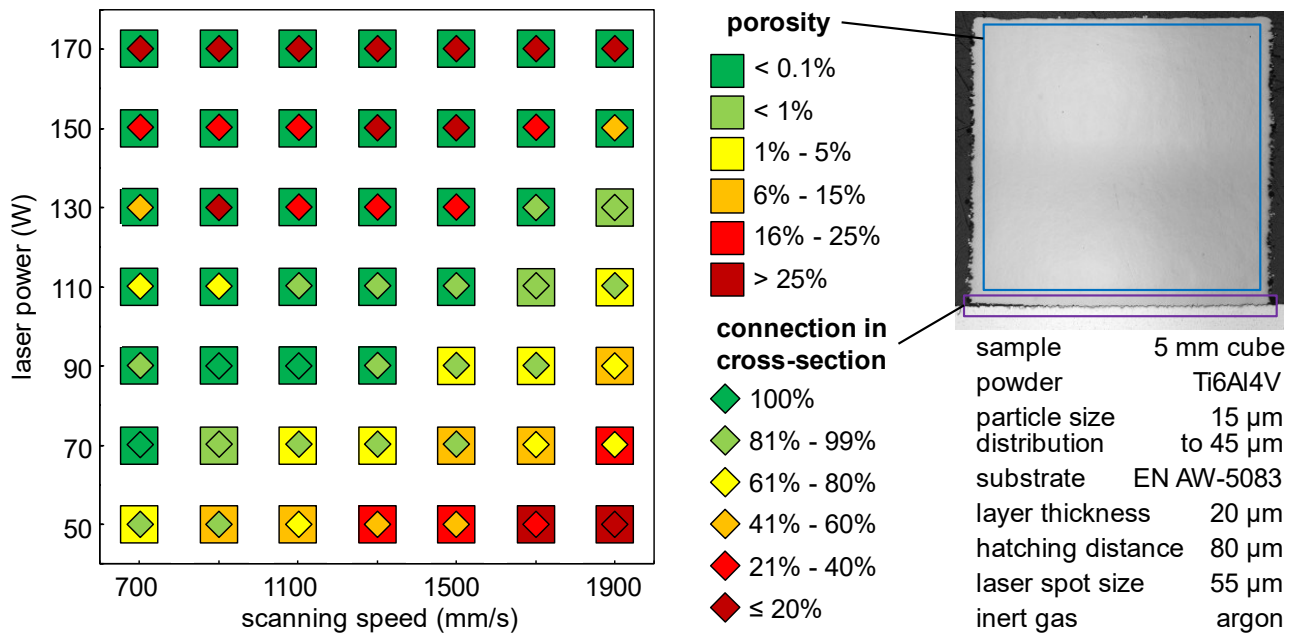 170
150
130
110
90
70
50
laser power (W)
700
1100
1500
1900
scanning speed (mm/s)
porosity
< 0.1%
< 1%
1% - 5%
6% - 15%
16% - 25%
> 25%
connection in
cross-section
100%
81% - 99%
61% - 80%
41% - 60%
21% - 40%
≤ 20%
sample 5 mm cube
powder Ti6Al4V
particle size 15 µm
distribution to 45 µm
substrate EN AW-5083
layer thickness 20 µm
hatching distance 80 µm
laser spot size 55 µm
inert gas argon